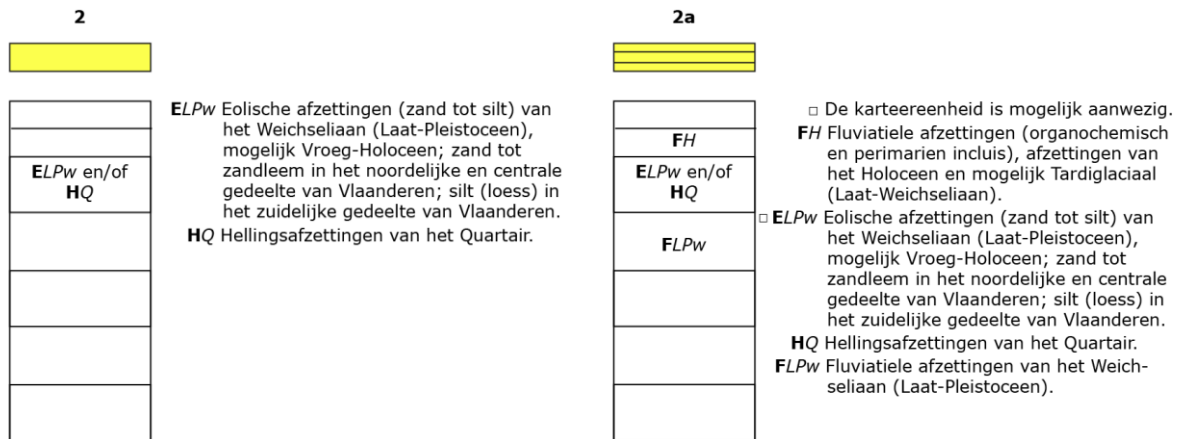 2
ELPw en/of
HQ
ELPw Eolische afzettingen (zand tot silt) van
het Weichseliaan (Laat-Pleistoceen),
mogelijk Vroeg-Holoceen; zand tot
zandleem in het noordelijke en centrale
gedeelte van Vlaanderen; silt (loess) in
het zuidelijke gedeelte van Vlaanderen.
HQ Hellingsafzettingen van het Quartair.
2a
FH
ELPw en/of
HQ
FLPw
□ De karteereenheid is mogelijk aanwezig.
FH Fluviatiele afzettingen (organochemisch
en perimarien incluis), afzettingen van
het Holoceen en mogelijk Tardiglaciaal
(Laat-Weichseliaan).
□ ELPw Eolische afzettingen (zand tot silt) van
het Weichseliaan (Laat-Pleistoceen),
mogelijk Vroeg-Holoceen; zand tot
zandleem in het noordelijke en centrale
gedeelte van Vlaanderen; silt (loess) in
het zuidelijke gedeelte van Vlaanderen.
HQ Hellingsafzettingen van het Quartair.
FLPw Fluviatiele afzettingen van het Weich-
seliaan (Laat-Pleistoceen).